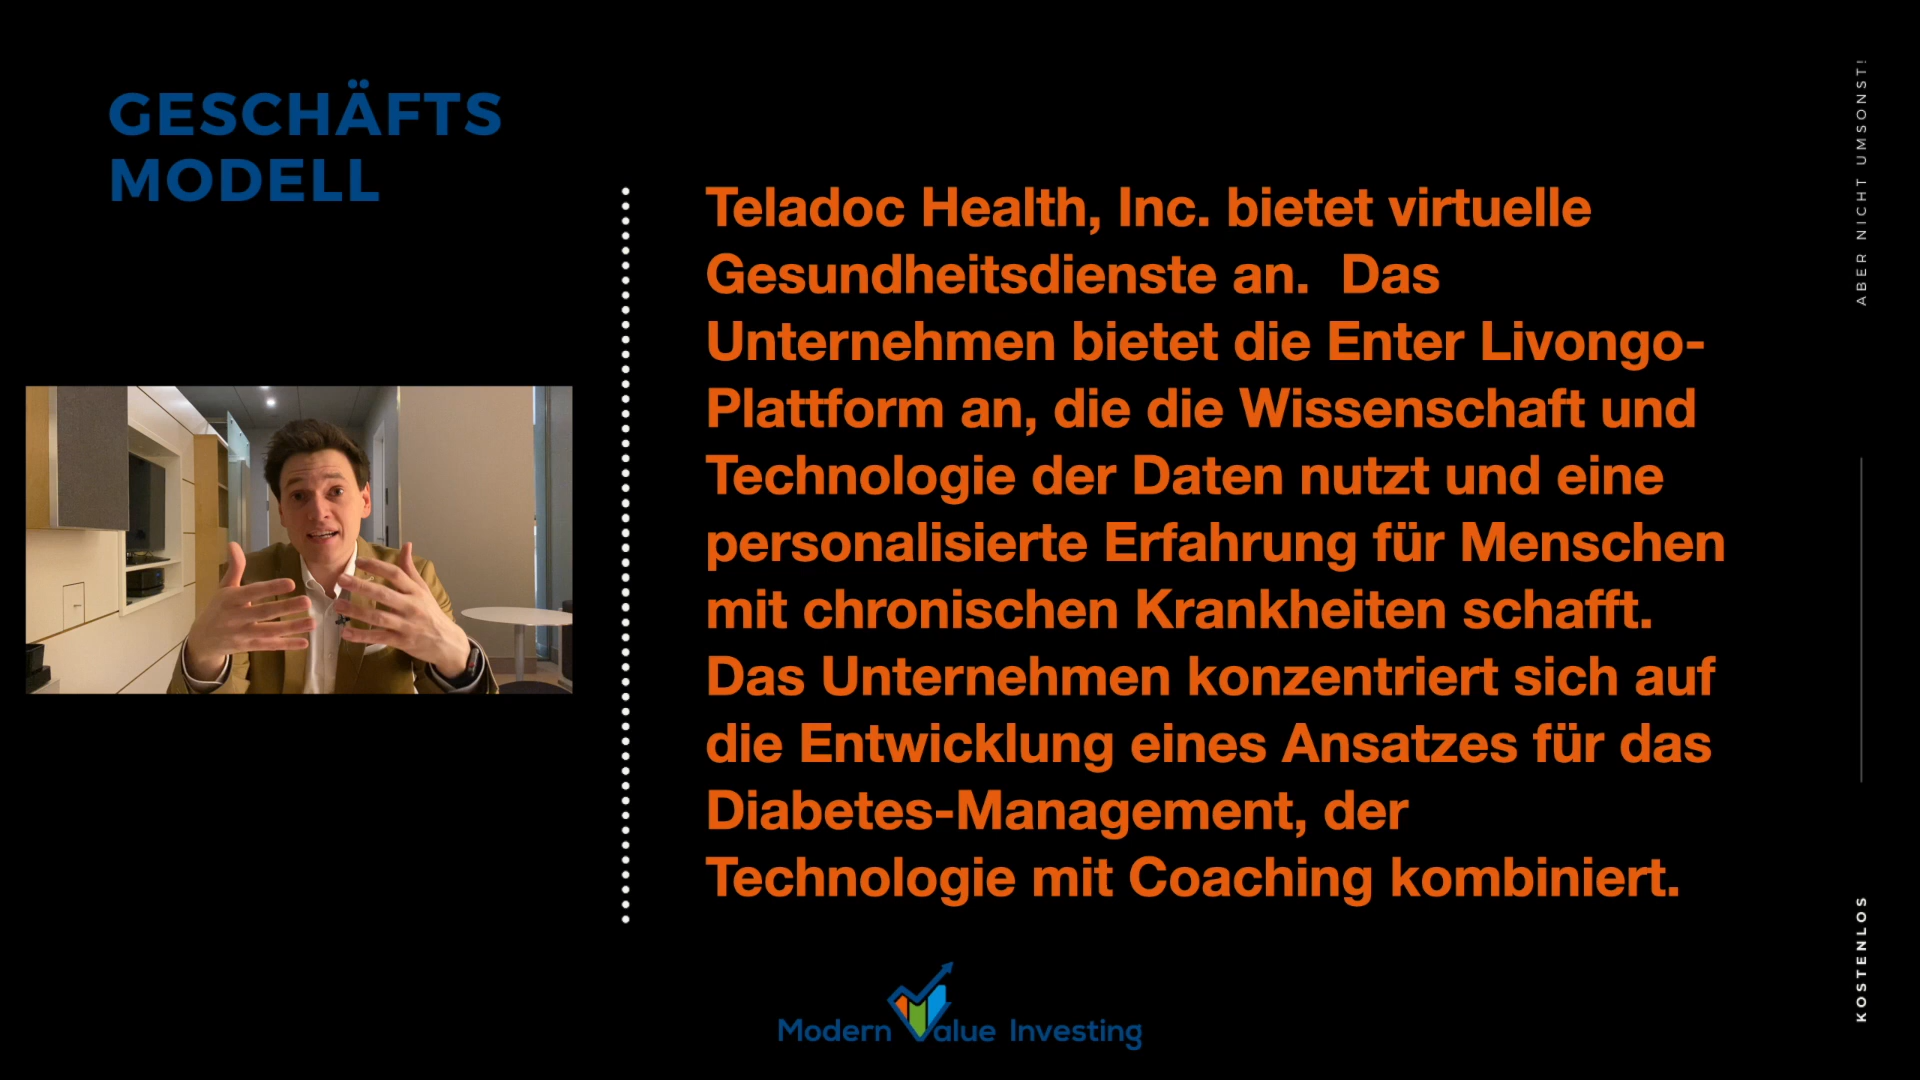 GESCHÄFTS
MODELL
Teladoc Health, Inc. bietet virtuelle
Gesundheitsdienste an.  Das
Unternehmen bietet die Enter Livongo-
Plattform an, die die Wissenschaft und
Technologie der Daten nutzt und eine
personalisierte Erfahrung für Menschen
mit chronischen Krankheiten schafft.
Das Unternehmen konzentriert sich auf
die Entwicklung eines Ansatzes für das
Diabetes-Management, der
Technologie mit Coaching kombiniert.
Modern Value Investing
KOSTENLOS
ABER NICHT UMSONST!